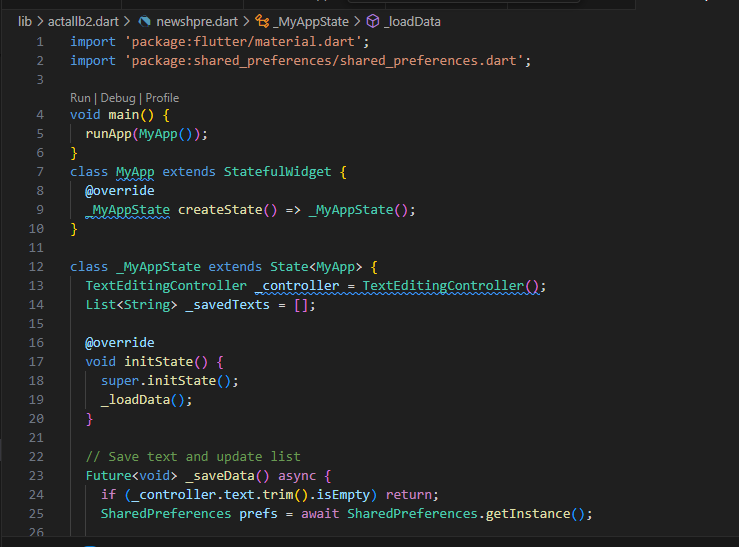 lib > actallb2.dart > newshpre.dart > _MyAppState > _loadData
1 import 'package:flutter/material.dart';
2 import 'package:shared_preferences/shared_preferences.dart';
3
Run | Debug | Profile
4 void main() {
5   runApp(MyApp());
6 }
7 class MyApp extends StatefulWidget {
8   @override
9   _MyAppState createState() => _MyAppState();
10 }
11
12 class _MyAppState extends State<MyApp> {
13   TextEditingController _controller = TextEditingController();
14   List<String> _savedTexts = [];
15
16   @override
17   void initState() {
18     super.initState();
19     _loadData();
20   }
21
22   // Save text and update list
23   Future<void> _saveData() async {
24     if (_controller.text.trim().isEmpty) return;
25     SharedPreferences prefs = await SharedPreferences.getInstance();
26